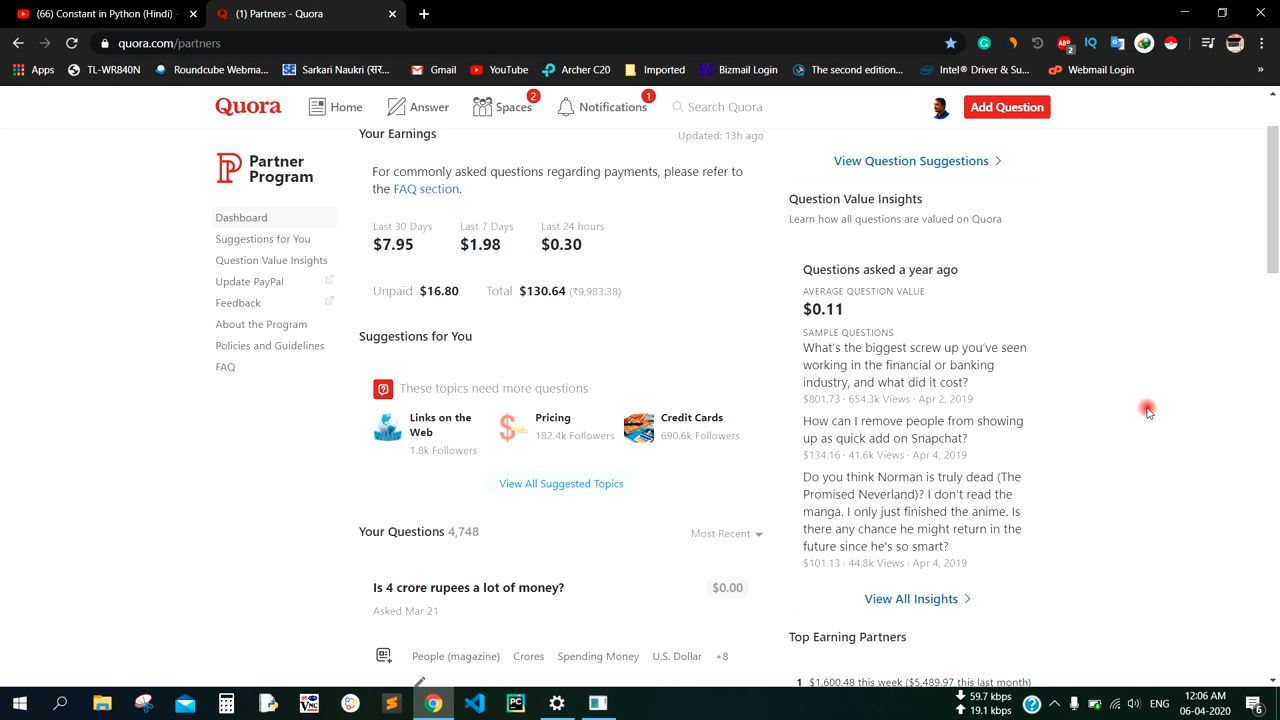 (66) Constant in Python (Hindi)
(1) Partners - Quora
quora.com/partners
2
IQ
Apps
TL-WR840N
Roundcube Webma...
SE Sarkari Naukri (सर...
Gmail
YouTube
Archer C20
Imported
Bizmail Login
The second edition...
Intel® Driver & Su...
Webmail Login
»
Quora
Home
Answer
Spaces
2
Notifications
1
Search Quora
Add Question
Partner
Program
Dashboard
Suggestions for You
Question Value Insights
Update PayPal
Feedback
About the Program
Policies and Guidelines
FAQ
Your Earnings
Updated: 13h ago
For commonly asked questions regarding payments, please refer to
the FAQ section.
Last 30 Days
Last 7 Days
Last 24 hours
$7.95
$1.98
$0.30
Unpaid $16.80
Total $130.64 (₹9,983.38)
Suggestions for You
These topics need more questions
Links on the
Web
1.8k Followers
Pricing
182.4k Followers
Credit Cards
690.6k Followers
View All Suggested Topics
Your Questions 4,748
Most Recent
Is 4 crore rupees a lot of money?
$0.00
Asked Mar 21
People (magazine) Crores Spending Money U.S. Dollar +8
View Question Suggestions
Question Value Insights
Learn how all questions are valued on Quora
Questions asked a year ago
AVERAGE QUESTION VALUE
$0.11
SAMPLE QUESTIONS
What's the biggest screw up you've seen
working in the financial or banking
industry, and what did it cost?
$801.73 · 654.3k Views · Apr 2, 2019
How can I remove people from showing
up as quick add on Snapchat?
$134.16 · 41.6k Views · Apr 4, 2019
Do you think Norman is truly dead (The
Promised Neverland)? I don't read the
manga. I only just finished the anime. Is
there any chance he might return in the
future since he's so smart?
$101.13 · 44.8k Views · Apr 4, 2019
View All Insights
Top Earning Partners
1 $1,600.48 this week ($5,489.97 this last month)
59.7 kbps
19.1 kbps
ENG
12:06 AM
06-04-2020
6